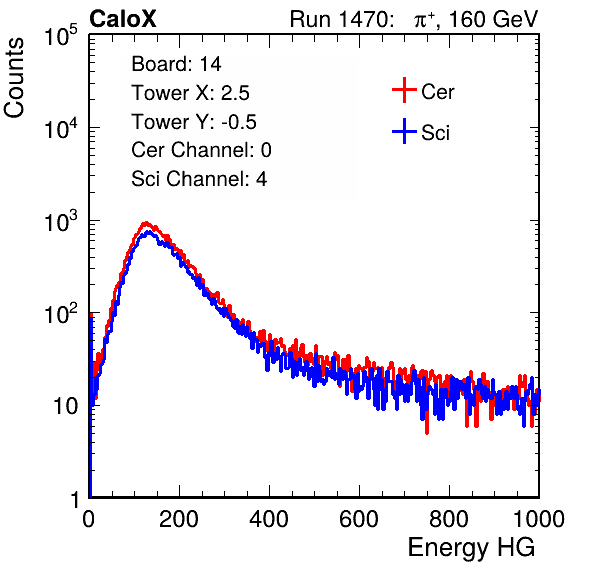 CaloX Run 1470: π⁺, 160 GeV
Board: 14
Tower X: 2.5
Tower Y: -0.5
Cer Channel: 0
Sci Channel: 4
Cer
Sci
Counts
10⁵
10⁴
10³
10²
10
1
0 200 400 600 800 1000
Energy HG